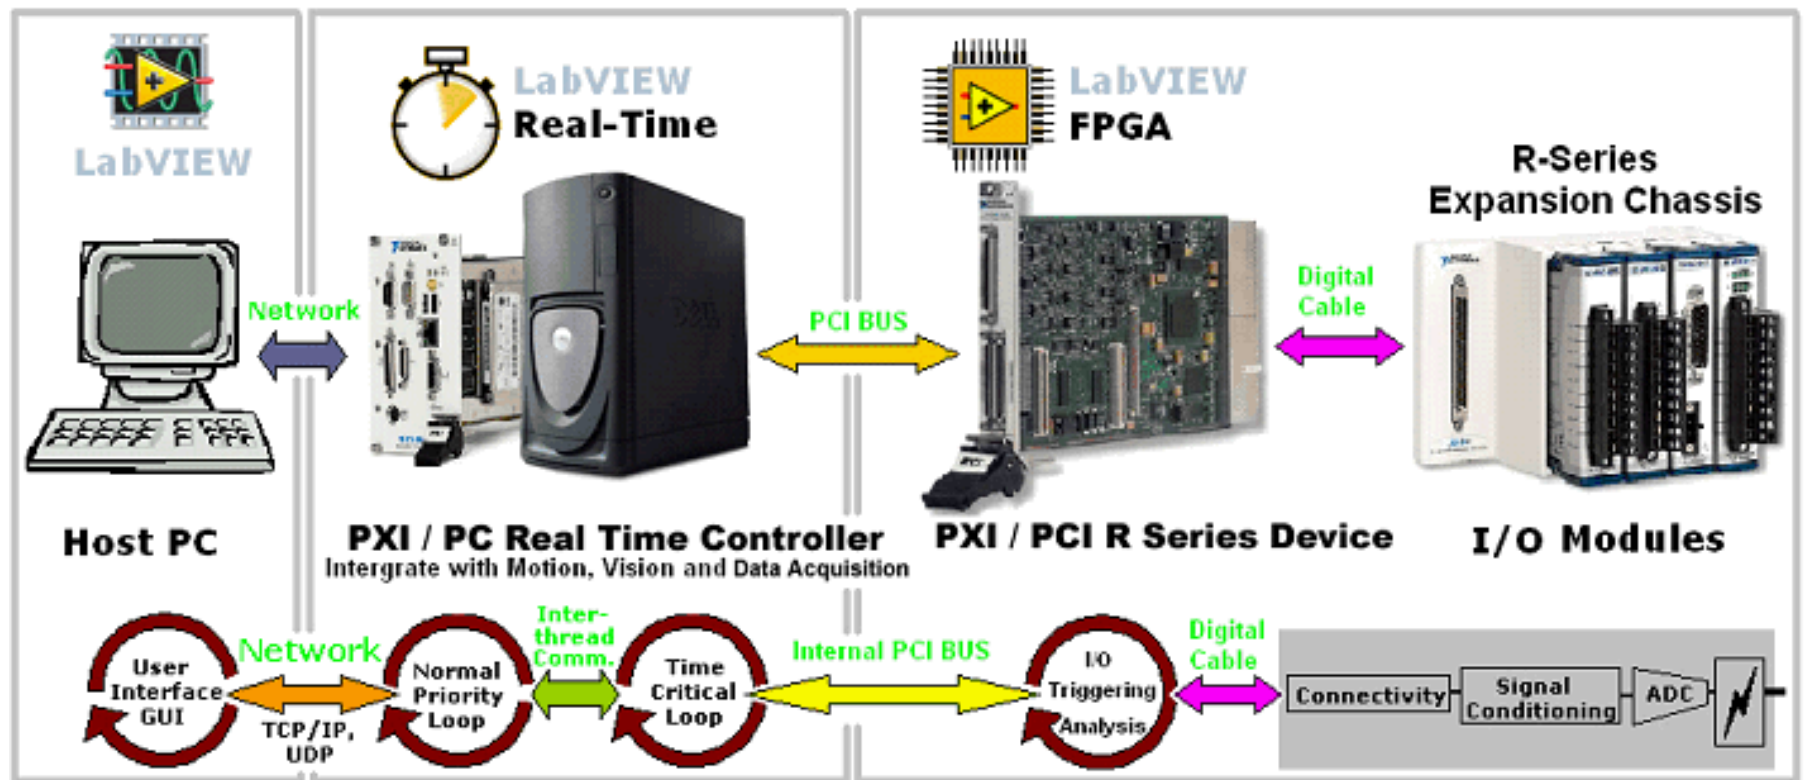 LabVIEW
LabVIEW
Real-Time
LabVIEW
FPGA
R-Series
Expansion Chassis
Network
PCI BUS
Digital
Cable
Host PC
PXI / PC Real Time Controller
Intergrate with Motion, Vision and Data Acquisition
PXI / PCI R Series Device
I/O Modules
User
Interface
GUI
Network
TCP/IP,
UDP
Normal
Priority
Loop
Inter-
thread
Comm.
Time
Critical
Loop
Internal PCI BUS
I/O
Triggering
Analysis
Digital
Cable
Connectivity
Signal
Conditioning
ADC